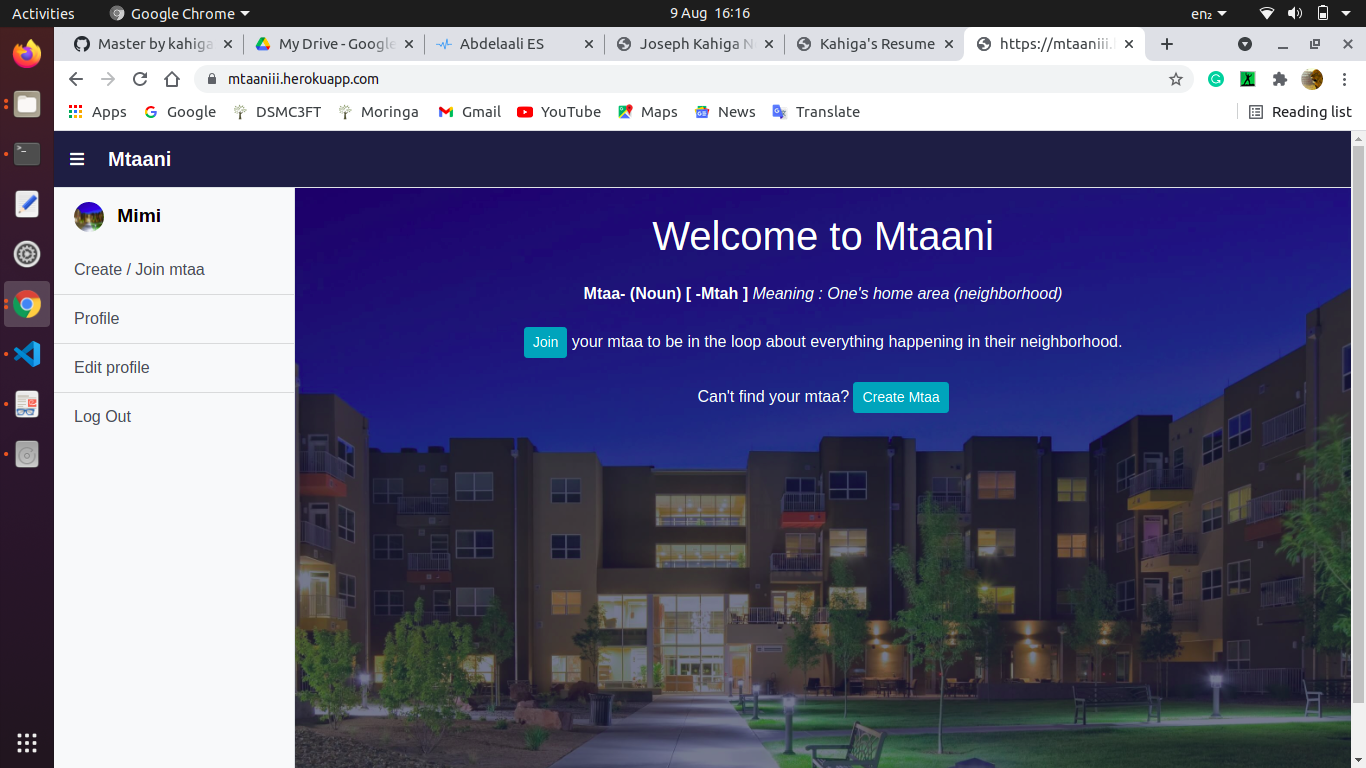 Activities Google Chrome 9 Aug 16:16 en₂
Master by kahiga My Drive - Google Abdelaali ES Joseph Kahiga N Kahiga's Resume https://mtaaniii.
mtaaniii.herokuapp.com
Apps Google DSMC3FT Moringa Gmail YouTube Maps News Translate Reading list
Mtaani
Mimi
Create / Join mtaa
Profile
Edit profile
Log Out
Welcome to Mtaani
Mtaa- (Noun) [ -Mtah ] Meaning : One's home area (neighborhood)
Join your mtaa to be in the loop about everything happening in their neighborhood.
Can't find your mtaa? Create Mtaa